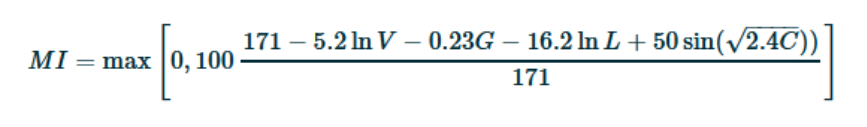 MI = max [0, 100 (171 − 5.2 ln V − 0.23G − 16.2 ln L + 50 sin(√2.4C)))/171]